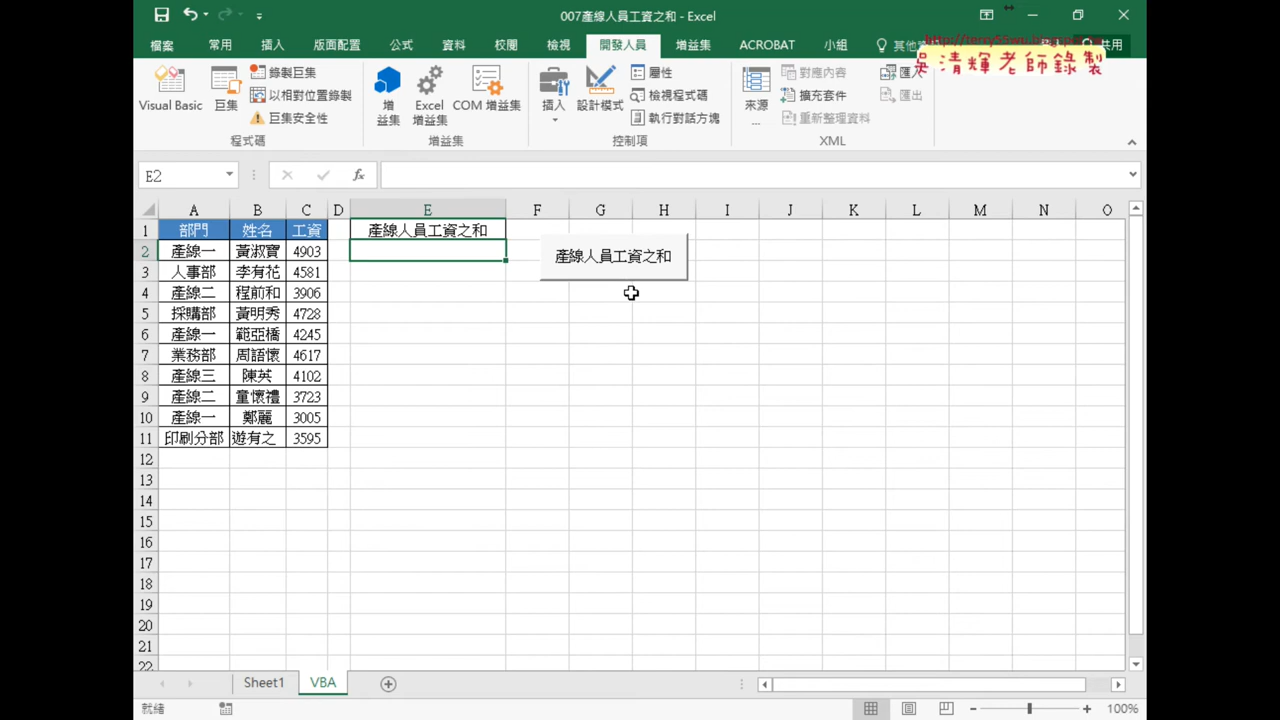 007產線人員工資之和 - Excel
檔案 常用 插入 版面配置 公式 資料 校閱 檢視 開發人員 增益集 ACROBAT 小組 共用
吳清輝老師錄製
Visual Basic 巨集 錄製巨集 以相對位置錄製 巨集安全性
增益集 Excel 增益集 COM 增益集
插入 設計模式 屬性 檢視程式碼 執行對話方塊
來源... 對應內容 擴充套件 重新整理資料 匯出
程式碼 增益集 控制項 XML
E2 fx
A B C D E F G H I J K L M N O
1 部門 姓名 工資 產線人員工資之和
2 產線一 黃淑寶 4903
產線人員工資之和
3 人事部 李有花 4581
4 產線二 程前和 3906
5 採購部 黃明秀 4728
6 產線一 範亞橋 4245
7 業務部 周語懷 4617
8 產線三 陳英 4102
9 產線二 童懷禮 3723
10 產線一 鄭麗 3005
11 印刷分部 遊有之 3595
12
13
14
15
16
17
18
19
20
21
22
Sheet1 VBA
就緒 100%